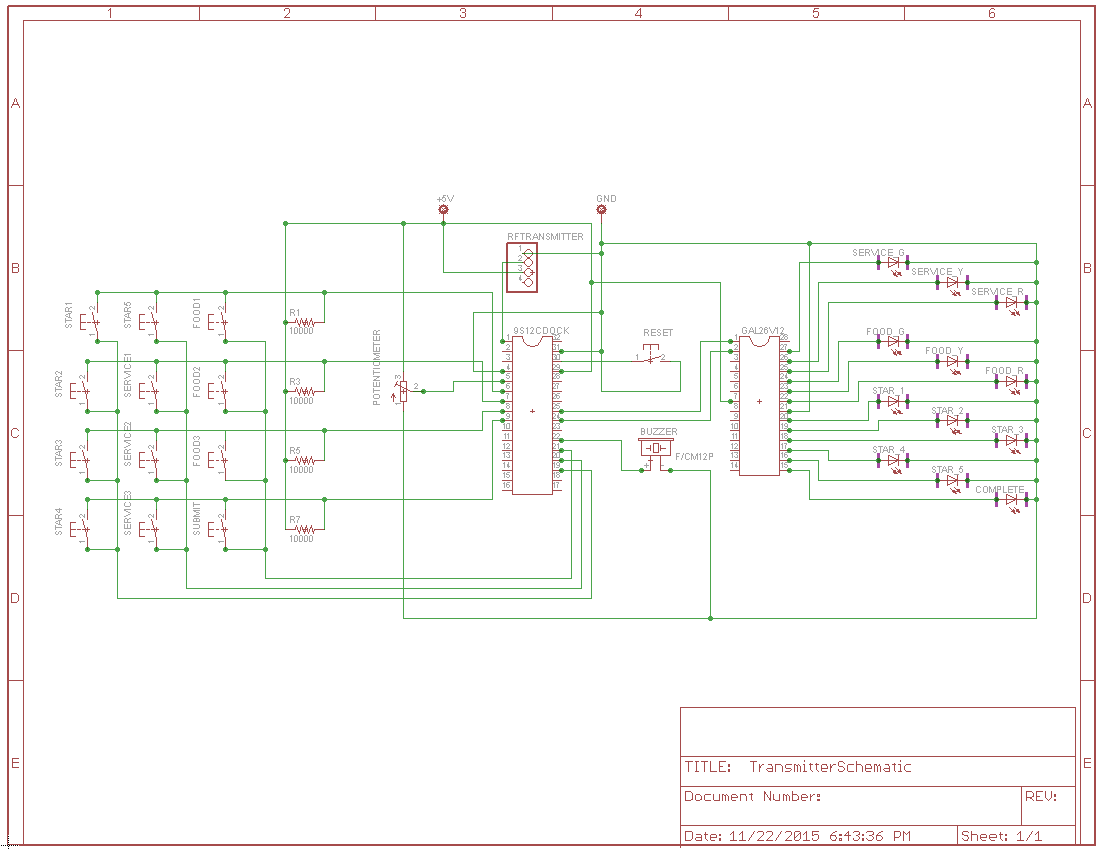 1 2 3 4 5 6
A A
+5V GND
RFTRANSMITTER
1
2
3
4
SERVICE_G
B B
SERVICE_Y
SERVICE_R
STAR1 STAR5 FOOD1
R1
10000
9S12CDOCK
RESET
1 2
GAL26V12
FOOD_G
FOOD_Y
FOOD_R
STAR2 SERVICE1 FOOD2
R3
10000
POTENTIOMETER
3
2
1
STAR_1
STAR_2
C C
BUZZER
F/CM12P
STAR_3
STAR3 SERVICE2 FOOD3
R5
10000
STAR_4
STAR_5
COMPLETE
STAR4 SERVICE3 SUBMIT
R7
10000
D D
E E
TITLE: TransmitterSchematic
Document Number:
REV:
Date: 11/22/2015 6:43:36 PM
Sheet: 1/1